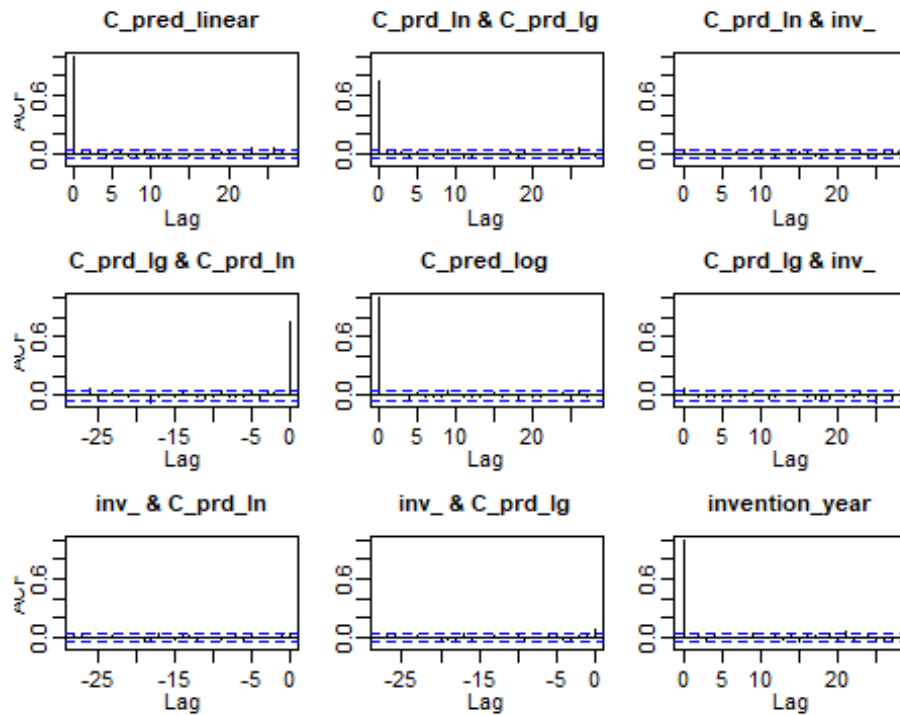 C_pred_linear
C_prd_ln & C_prd_lg
C_prd_ln & inv_
ACF
0.0 0.6
0.0 0.6
0.0 0.6
0 5 10 20
0 5 10 20
0 5 10 20
Lag
Lag
Lag
C_prd_lg & C_prd_ln
C_pred_log
C_prd_lg & inv_
ACF
0.0 0.6
0.0 0.6
0.0 0.6
-25 -15 -5 0
0 5 10 20
0 5 10 20
Lag
Lag
Lag
inv_ & C_prd_ln
inv_ & C_prd_lg
invention_year
ACF
0.0 0.6
0.0 0.6
0.0 0.6
-25 -15 -5 0
-25 -15 -5 0
0 5 10 20
Lag
Lag
Lag